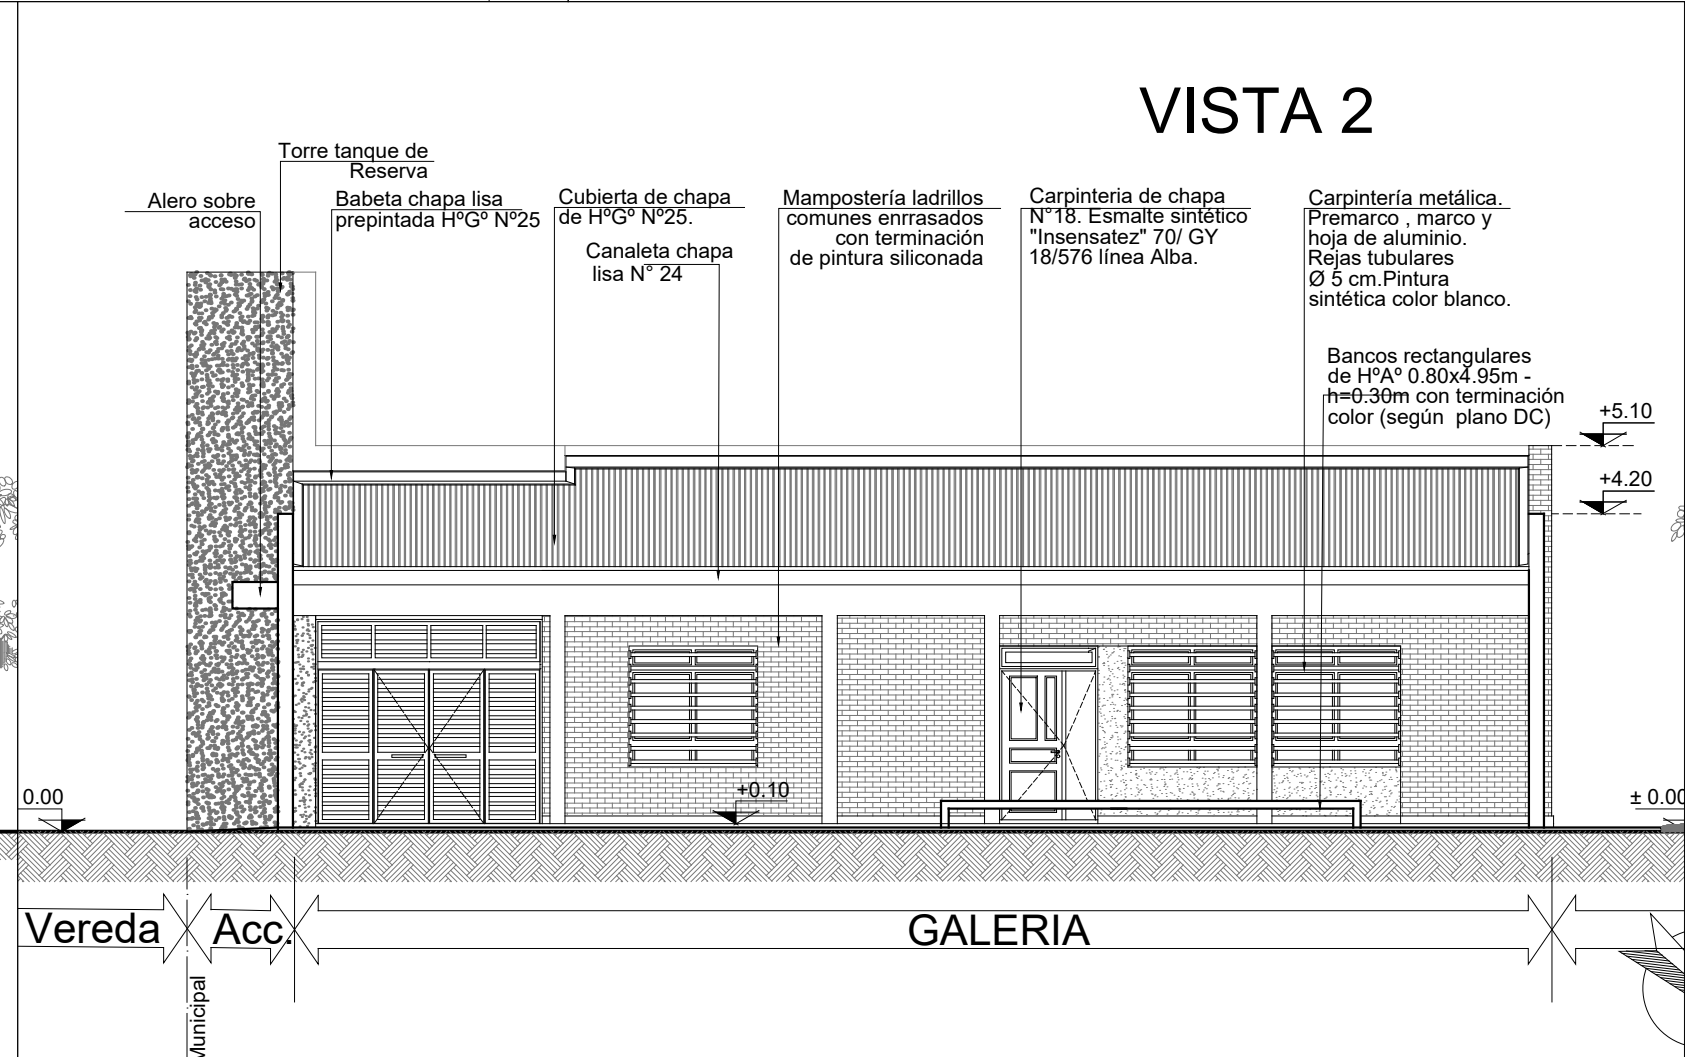 VISTA 2
Torre tanque de
Reserva
Alero sobre
acceso
Babeta chapa lisa
prepintada HºGº Nº25
Cubierta de chapa
de HºGº Nº25.
Canaleta chapa
lisa N° 24
Mampostería ladrillos
comunes enrrasados
con terminación
de pintura siliconada
Carpinteria de chapa
N°18. Esmalte sintético
"Insensatez" 70/ GY
18/576 línea Alba.
Carpintería metálica.
Premarco , marco y
hoja de aluminio.
Rejas tubulares
Ø 5 cm.Pintura
sintética color blanco.
Bancos rectangulares
de HºAº 0.80x4.95m -
h=0.30m con terminación
color (según plano DC)
+5.10
+4.20
0.00
+0.10
± 0.00
Vereda
Acc.
GALERIA
Municipal